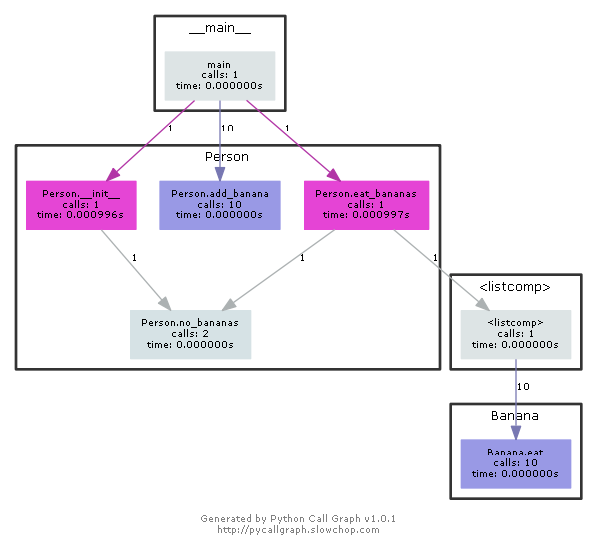 __main__
main
calls: 1
time: 0.000000s
1
10
1
Person
Person.__init__
calls: 1
time: 0.000996s
Person.add_banana
calls: 10
time: 0.000000s
Person.eat_bananas
calls: 1
time: 0.000997s
1
1
1
<listcomp>
Person.no_bananas
calls: 2
time: 0.000000s
<listcomp>
calls: 1
time: 0.000000s
10
Banana
Banana.eat
calls: 10
time: 0.000000s
Generated by Python Call Graph v1.0.1
http://pycallgraph.slowchop.com